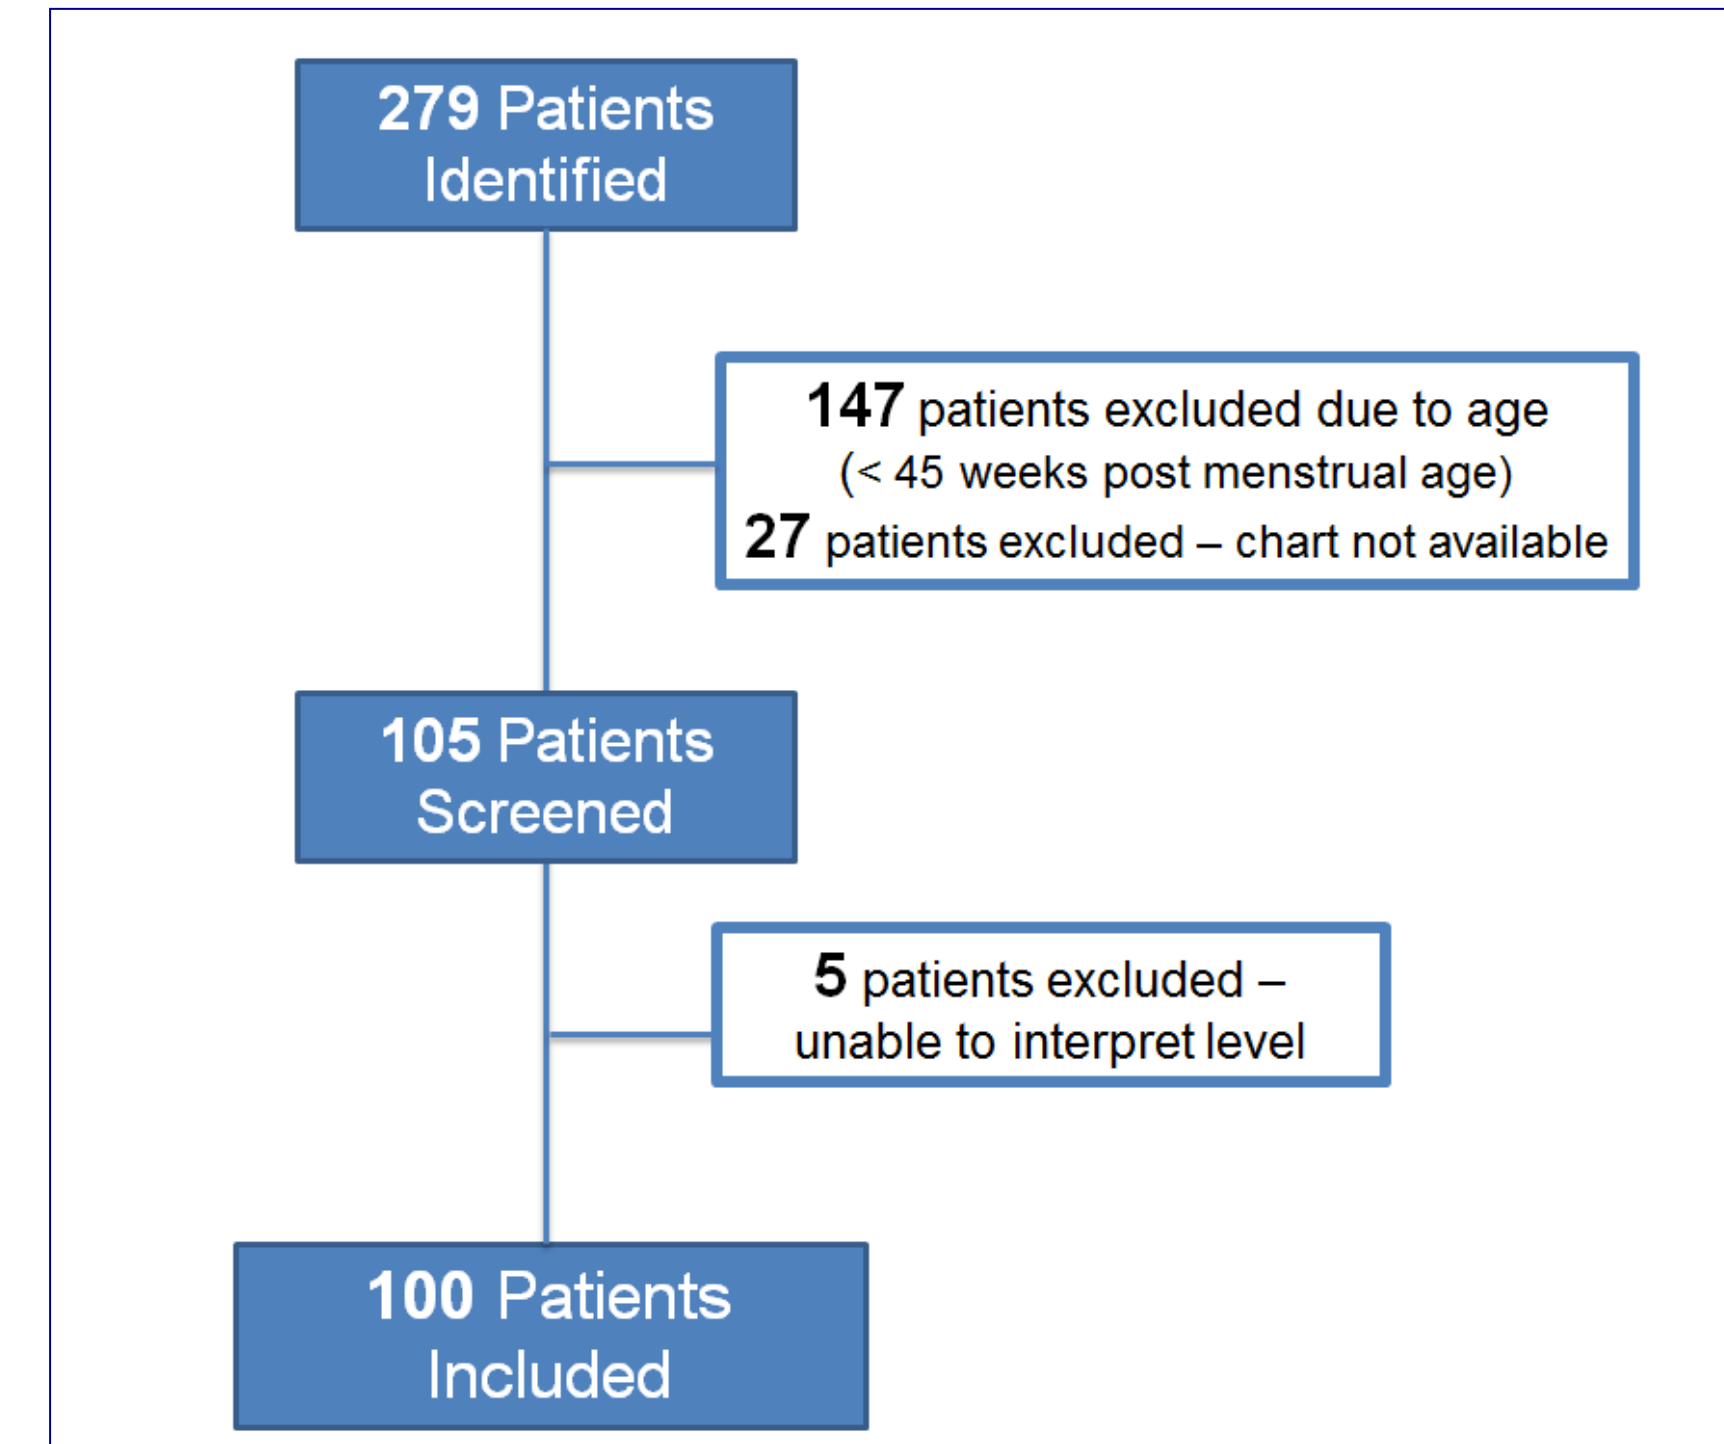 279 Patients
Identified
147 patients excluded due to age
(< 45 weeks post menstrual age)
27 patients excluded – chart not available
105 Patients
Screened
5 patients excluded –
unable to interpret level
100 Patients
Included